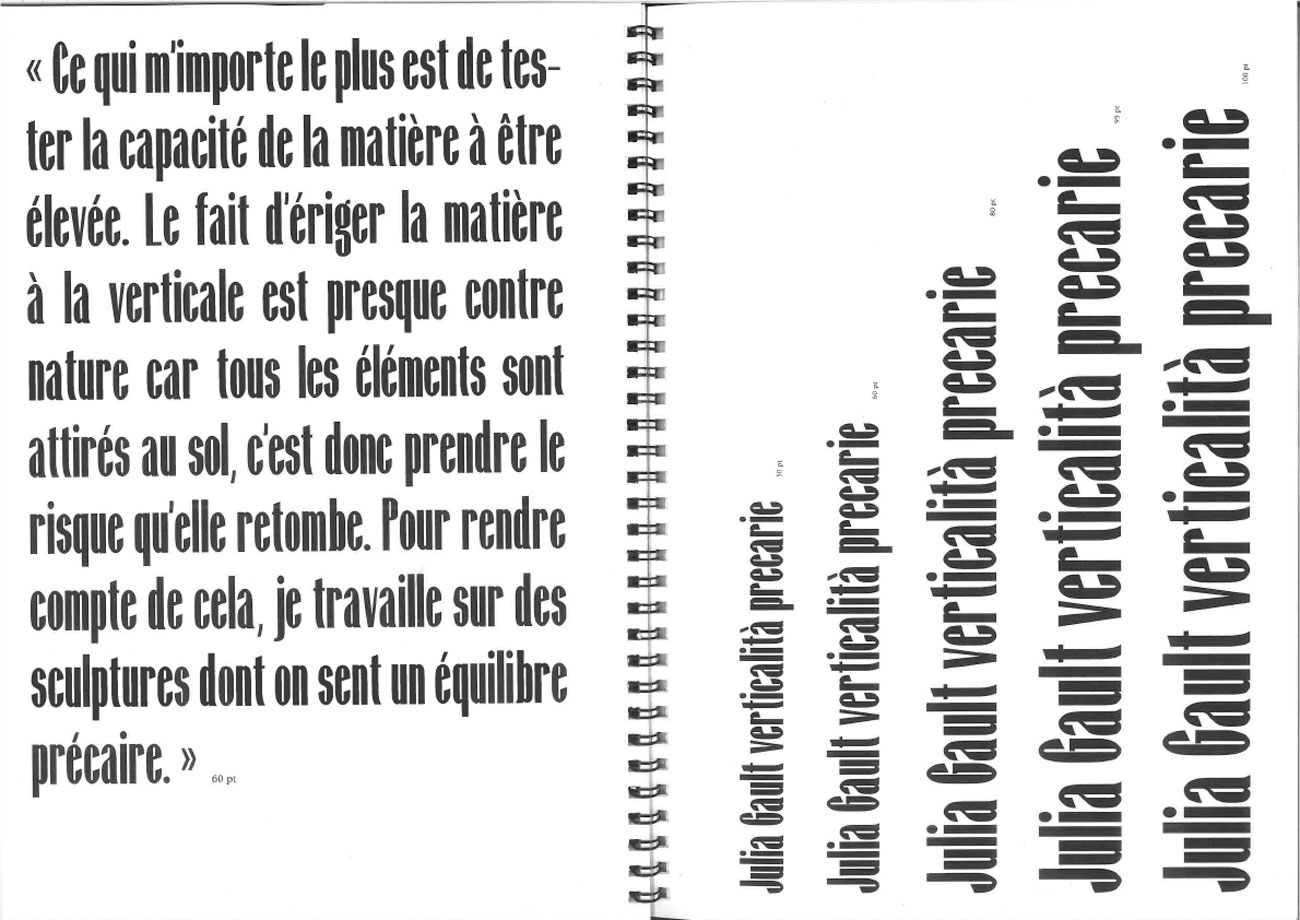 « Ce qui m'importe le plus est de tes-
ter la capacité de la matière à être
élevée. Le fait d'ériger la matière
à la verticale est presque contre
nature car tous les éléments sont
attirés au sol, c'est donc prendre le
risque qu'elle retombe. Pour rendre
compte de cela, je travaille sur des
sculptures dont on sent un équilibre
précaire. »
60 pt
Julia Gault verticalità precarie
50 pt
Julia Gault verticalità precarie
60 pt
Julia Gault verticalità precarie
80 pt
Julia Gault verticalità precarie
95 pt
Julia Gault verticalità precarie
100 pt